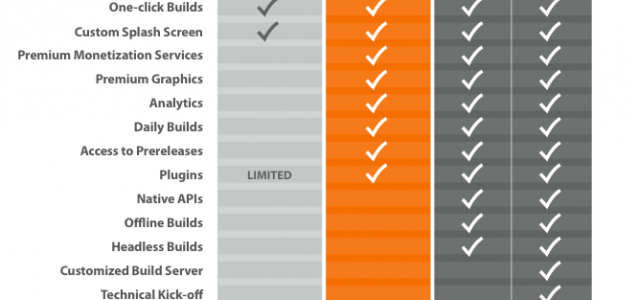 One-click Builds
Custom Splash Screen
Premium Monetization Services
Premium Graphics
Analytics
Daily Builds
Access to Prereleases
Plugins LIMITED
Native APIs
Offline Builds
Headless Builds
Customized Build Server
Technical Kick-off